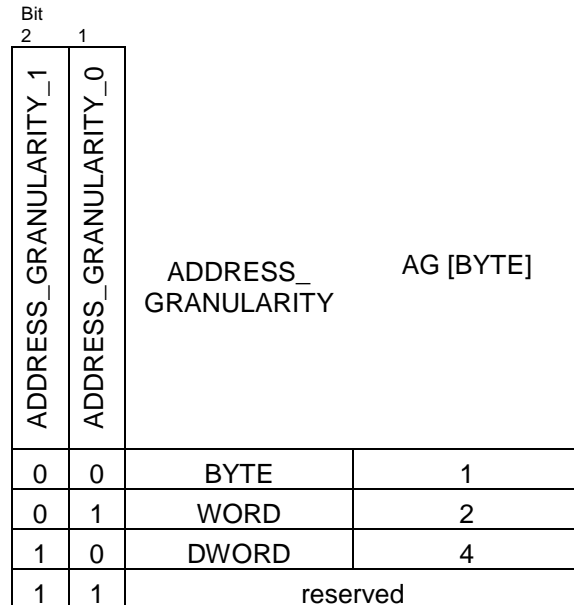 Bit
2 1
ADDRESS_GRANULARITY_1
ADDRESS_GRANULARITY_0
ADDRESS_
GRANULARITY
AG [BYTE]
0 0 BYTE 1
0 1 WORD 2
1 0 DWORD 4
1 1 reserved